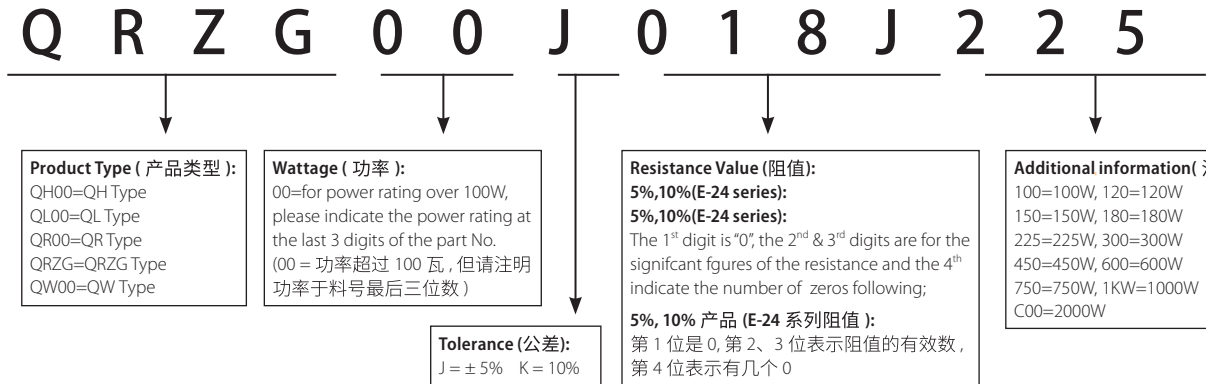 Q R Z G 0 0 J 0 1 8 J 2 2 5
Product Type ( 产品类型 ):
QH00=QH Type
QL00=QL Type
QR00=QR Type
QRZG=QRZG Type
QW00=QW Type
Wattage ( 功率 ):
00=for power rating over 100W,
please indicate the power rating at
the last 3 digits of the part No.
(00 = 功率超过 100 瓦 , 但请注明
功率于料号最后三位数 )
Tolerance (公差):
J = ± 5% K = 10%
Resistance Value (阻值):
5%,10%(E-24 series):
5%,10%(E-24 series):
The 1st digit is "0", the 2nd & 3rd digits are for the
signifcant fgures of the resistance and the 4th
indicate the number of zeros following;
5%, 10% 产品 (E-24 系列阻值 ):
第 1 位是 0, 第 2、3 位表示阻值的有效数 ,
第 4 位表示有几个 0
Additional information(
100=100W, 120=120W
150=150W, 180=180W
225=225W, 300=300W
450=450W, 600=600W
750=750W, 1KW=1000W
C00=2000W